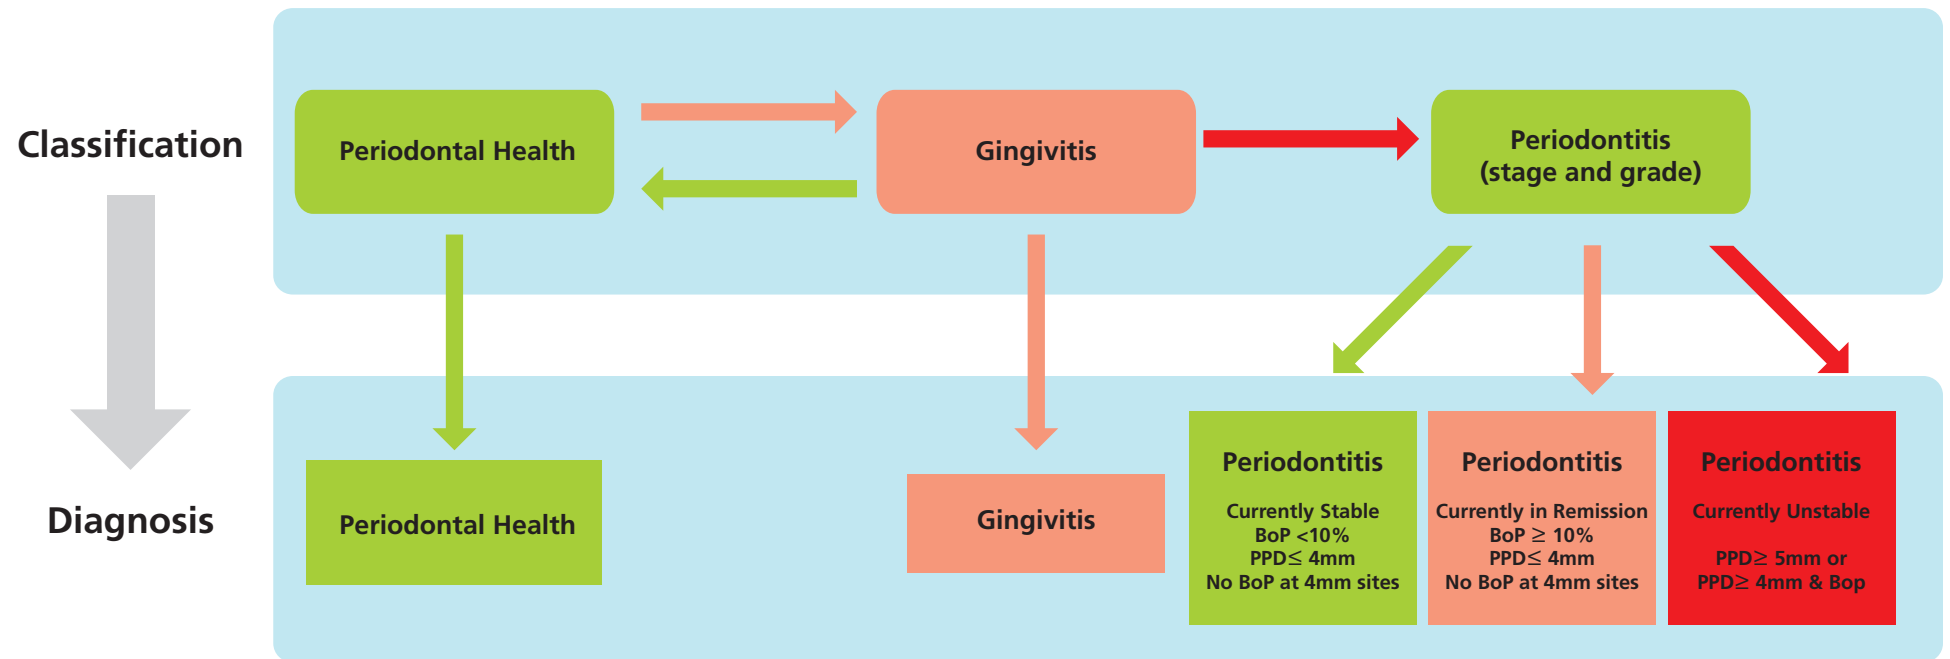 Classification
Periodontal Health
Gingivitis
Periodontitis
(stage and grade)
Diagnosis
Periodontal Health
Gingivitis
Periodontitis
Currently Stable
BoP <10%
PPD≤ 4mm
No BoP at 4mm sites
Periodontitis
Currently in Remission
BoP ≥ 10%
PPD≤ 4mm
No BoP at 4mm sites
Periodontitis
Currently Unstable
PPD≥ 5mm or
PPD≥ 4mm & Bop